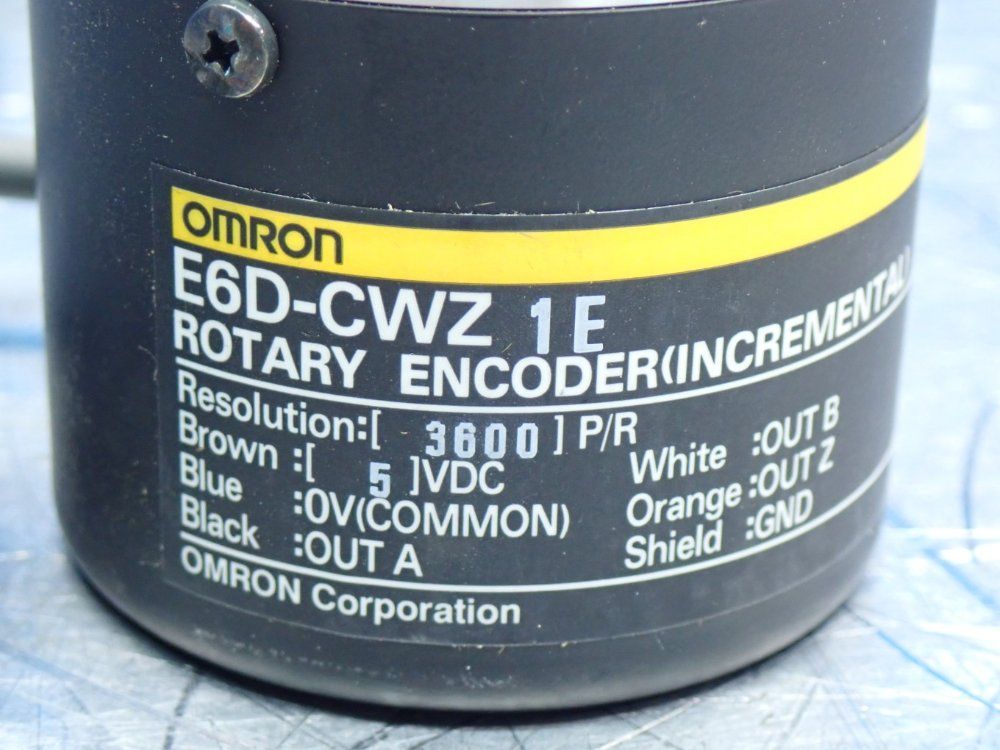 OMRON
E6D-CWZ 1E
ROTARY ENCODER(INCREMENTAL)
Resolution:[ 3600 ] P/R
Brown :[ 5 ]VDC White :OUT B
Blue :0V(COMMON) Orange :OUT Z
Black :OUT A Shield :GND
OMRON Corporation